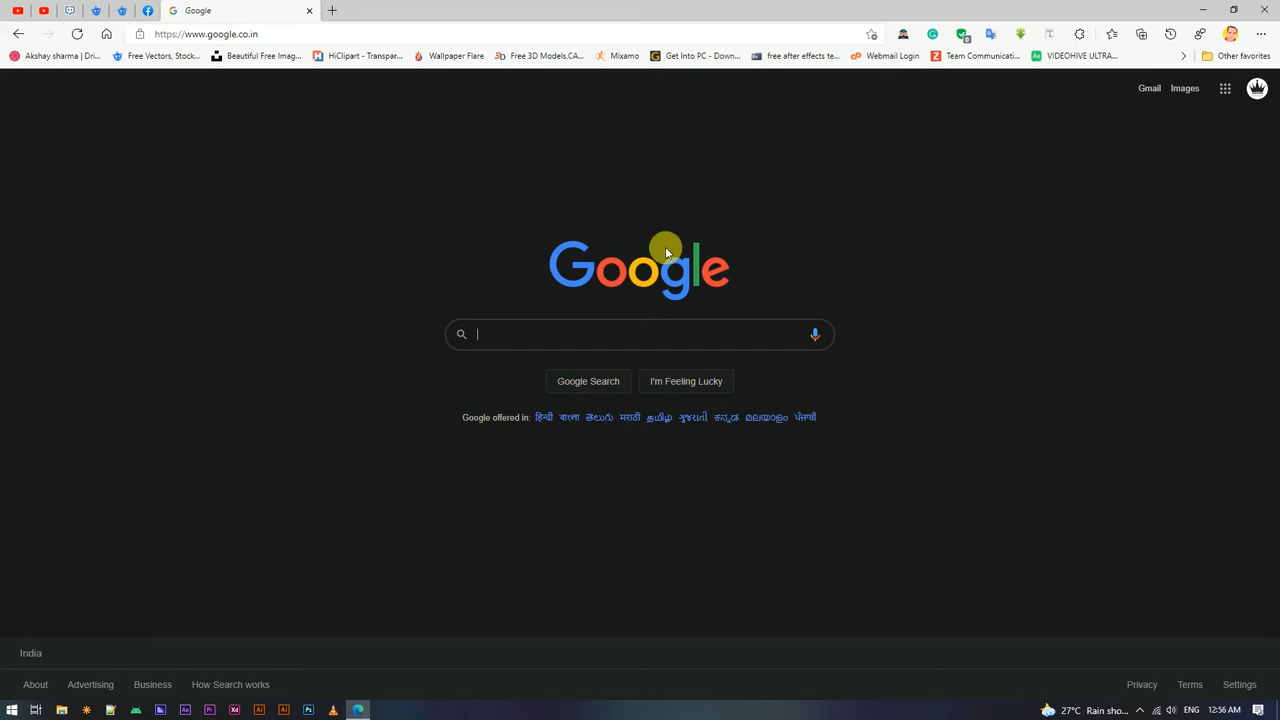 Google
https://www.google.co.in
Akshay sharma | Dri...
Free Vectors, Stock...
Beautiful Free Imag...
HiClipart - Transpar...
Wallpaper Flare
Free 3D Models,CA...
Mixamo
Get Into PC - Down...
free after effects te...
Webmail Login
Team Communicati...
VIDEOHIVE ULTRA...
Other favorites
Gmail Images
Google
Google Search
I'm Feeling Lucky
Google offered in: हिन्दी বাংলা తెలుగు मराठी தமிழ் ગુજરાતી ಕನ್ನಡ മലയാളം ਪੰਜਾਬੀ
India
About Advertising Business How Search works
Privacy Terms Settings
27°C Rain sho... ENG 12:56 AM